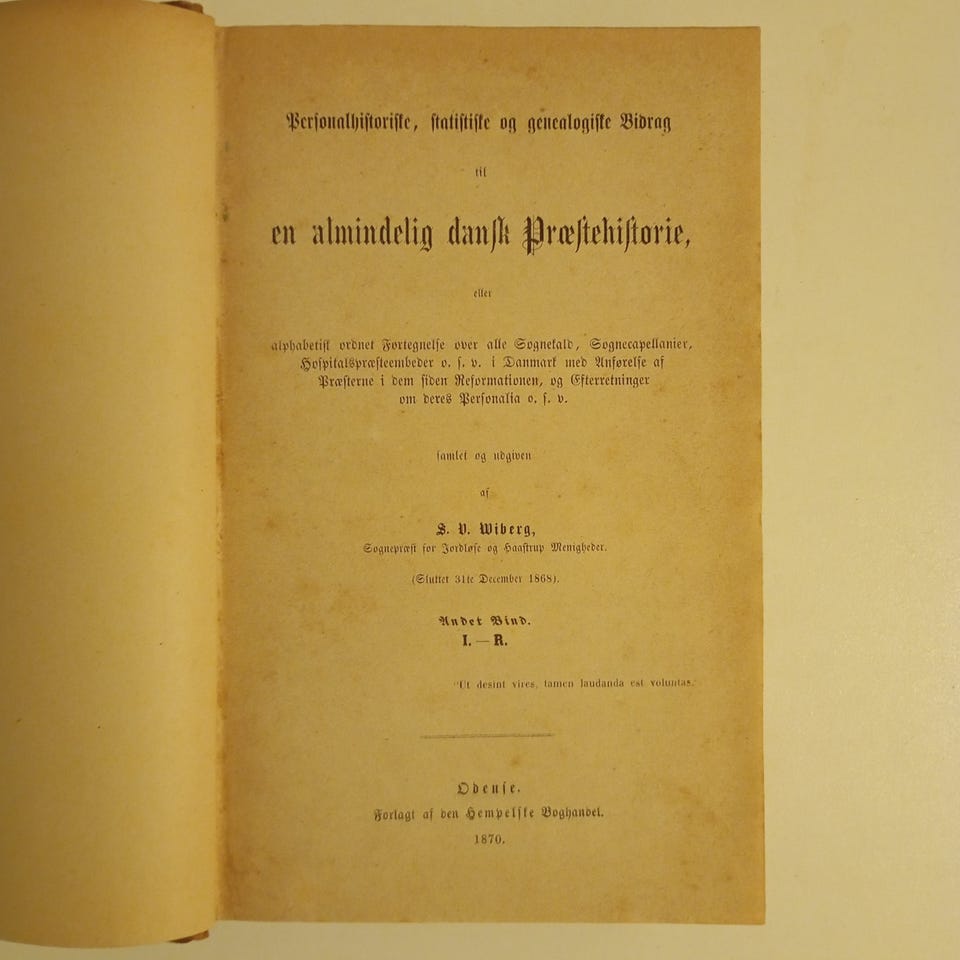 Personalhistoriske, statistiske og genealogiske Bidrag
til
en almindelig dansk Præstehistorie,
eller
alphabetisk ordnet Fortegnelse over alle Sognekald, Sognecapellanier,
Hospitalspræsteembeder o. s. v. i Danmark med Anførelse af
Præsterne i dem siden Reformationen, og Efterretninger
om deres Personalia o. s. v.
samlet og udgiven
af
S. V. Wiberg,
Sognepræst for Jordløse og Haastrup Menigheder.
(Sluttet 31te December 1868).
Andet Bind.
I. — R.
"Ut desint vires, tamen laudanda est voluntas."
Odense.
Forlagt af den Hempelske Boghandel.
1870.